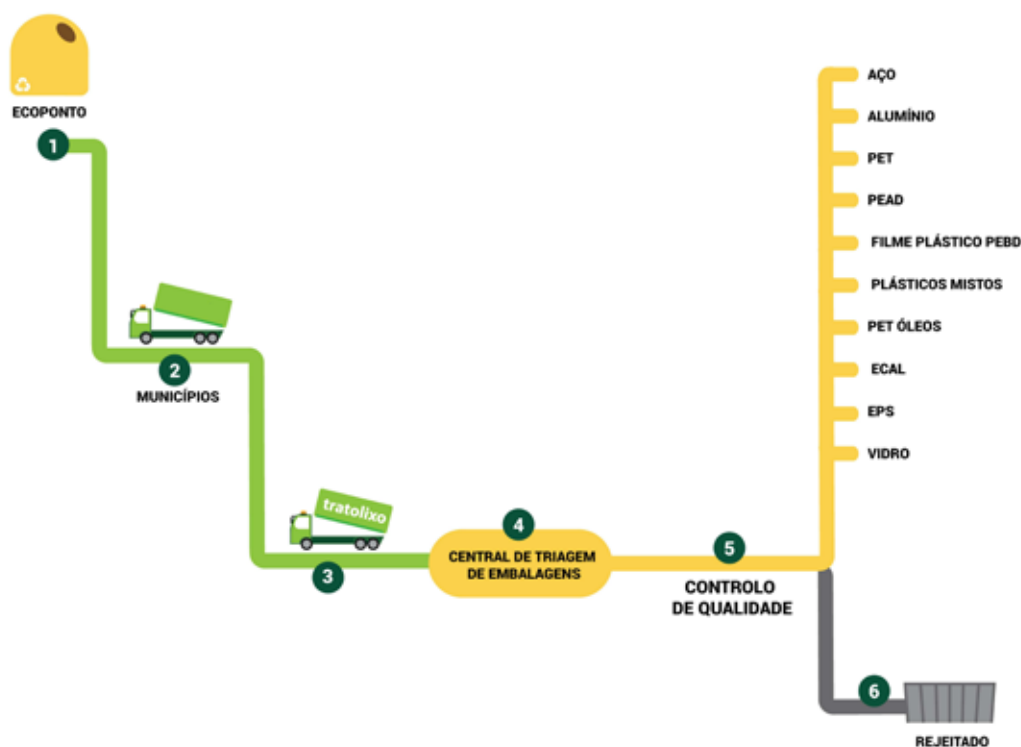 ECOPONTO
1
2
MUNICÍPIOS
tratolixo
3
4
CENTRAL DE TRIAGEM
DE EMBALAGENS
5
CONTROLO
DE QUALIDADE
AÇO
ALUMÍNIO
PET
PEAD
FILME PLÁSTICO PEBD
PLÁSTICOS MISTOS
PET ÓLEOS
ECAL
EPS
VIDRO
6
REJEITADO